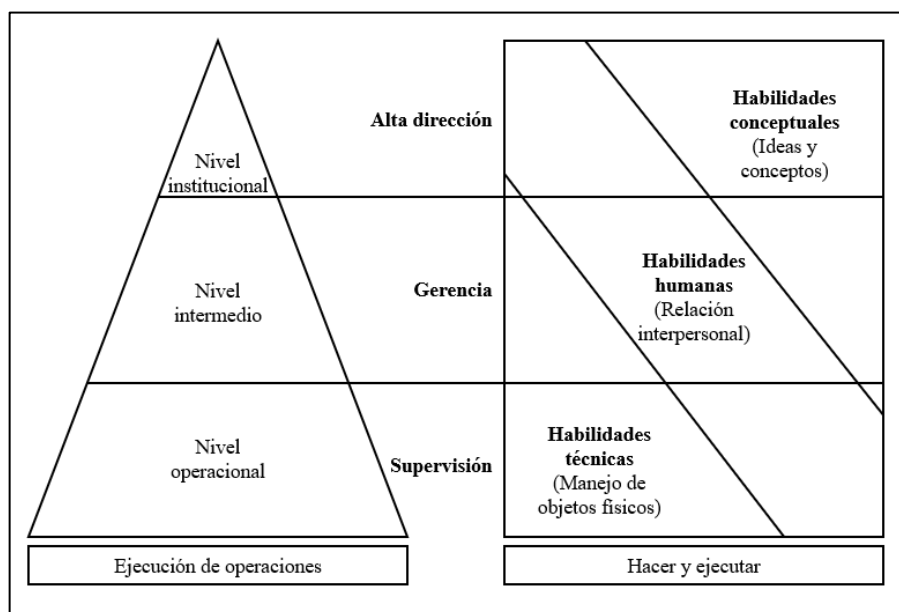 Alta dirección
Habilidades
conceptuales
(Ideas y
conceptos)
Nivel
institucional
Gerencia
Habilidades
humanas
(Relación
interpersonal)
Nivel
intermedio
Supervisión
Habilidades
técnicas
(Manejo de
objetos físicos)
Nivel
operacional
Ejecución de operaciones
Hacer y ejecutar